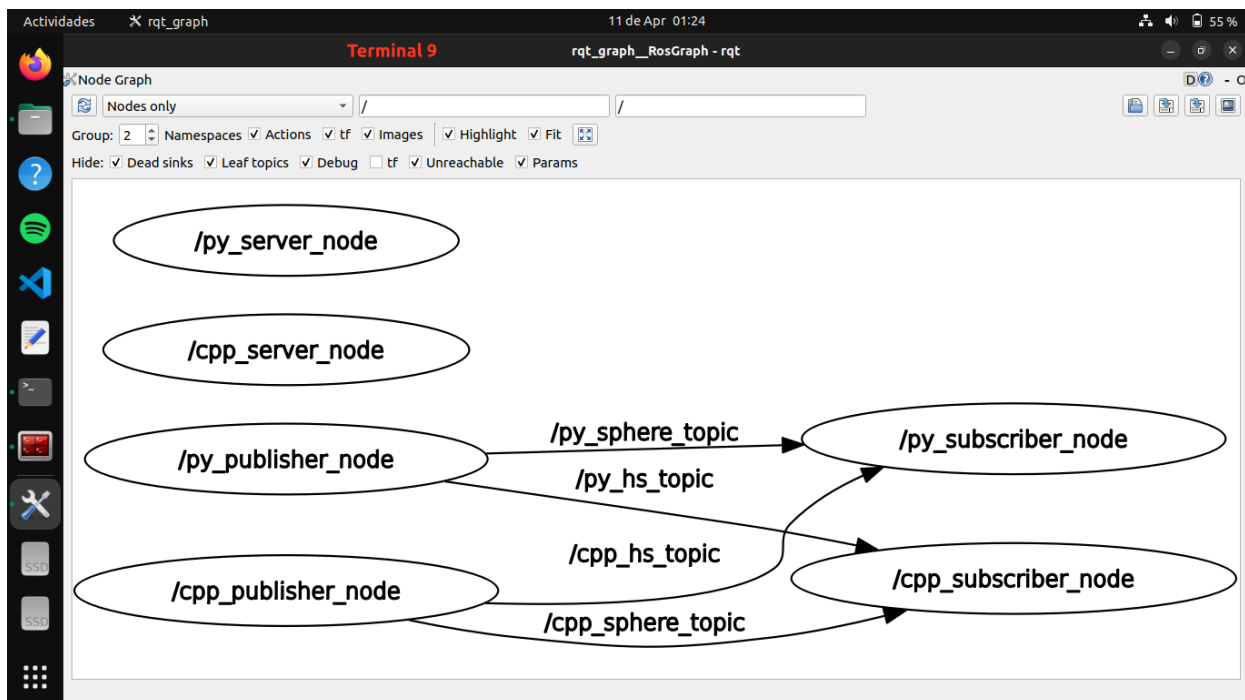 Actividades rqt_graph 11 de Apr 01:24 55 %
Terminal 9 rqt_graph__RosGraph - rqt
Node Graph D - O
Nodes only / /
Group: 2 Namespaces Actions tf Images Highlight Fit
Hide: Dead sinks Leaf topics Debug tf Unreachable Params
/py_server_node
/cpp_server_node
/py_sphere_topic
/py_publisher_node /py_subscriber_node
/py_hs_topic
/cpp_hs_topic
/cpp_publisher_node /cpp_subscriber_node
/cpp_sphere_topic
SSD
SSD